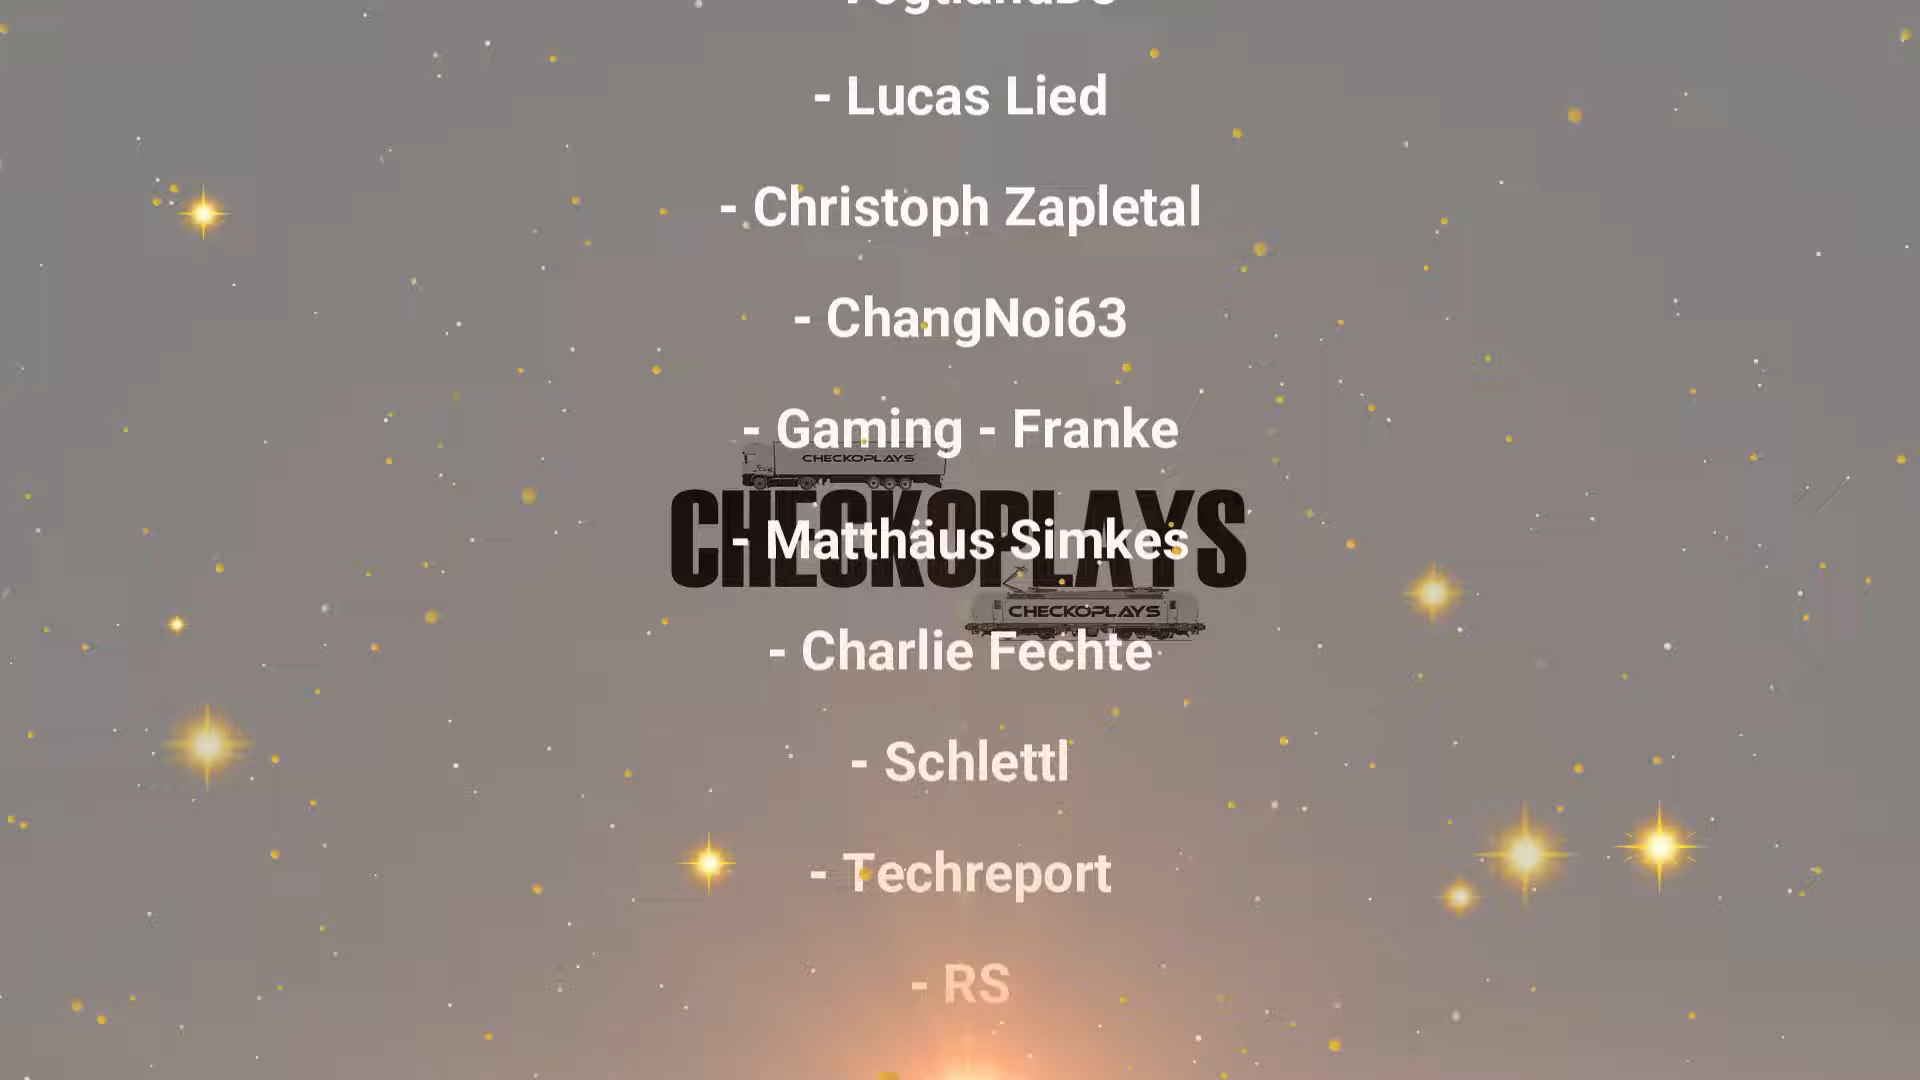 - Lucas Lied
- Christoph Zapletal
- ChangNoi63
- Gaming - Franke
CHECKOPLAYS
CHECKOPLAYS
- Matthäus Simkes
CHECKOPLAYS
- Charlie Fechte
- Schlettl
- Techreport
- RS